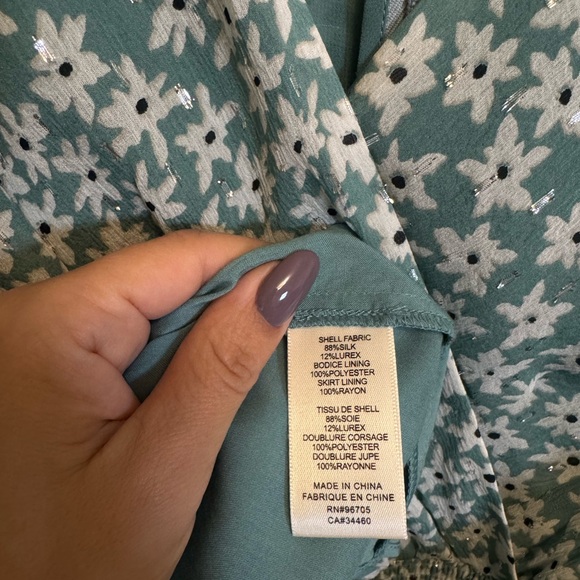 SHELL FABRIC
88%SILK
12%LUREX
BODICE LINING
100%POLYESTER
SKIRT LINING
100%RAYON
TISSU DE SHELL
88%SOIE
12%LUREX
DOUBLURE CORSAGE
100%POLYESTER
DOUBLURE JUPE
100%RAYONNE
MADE IN CHINA
FABRIQUE EN CHINE
RN#96705
CA#34460